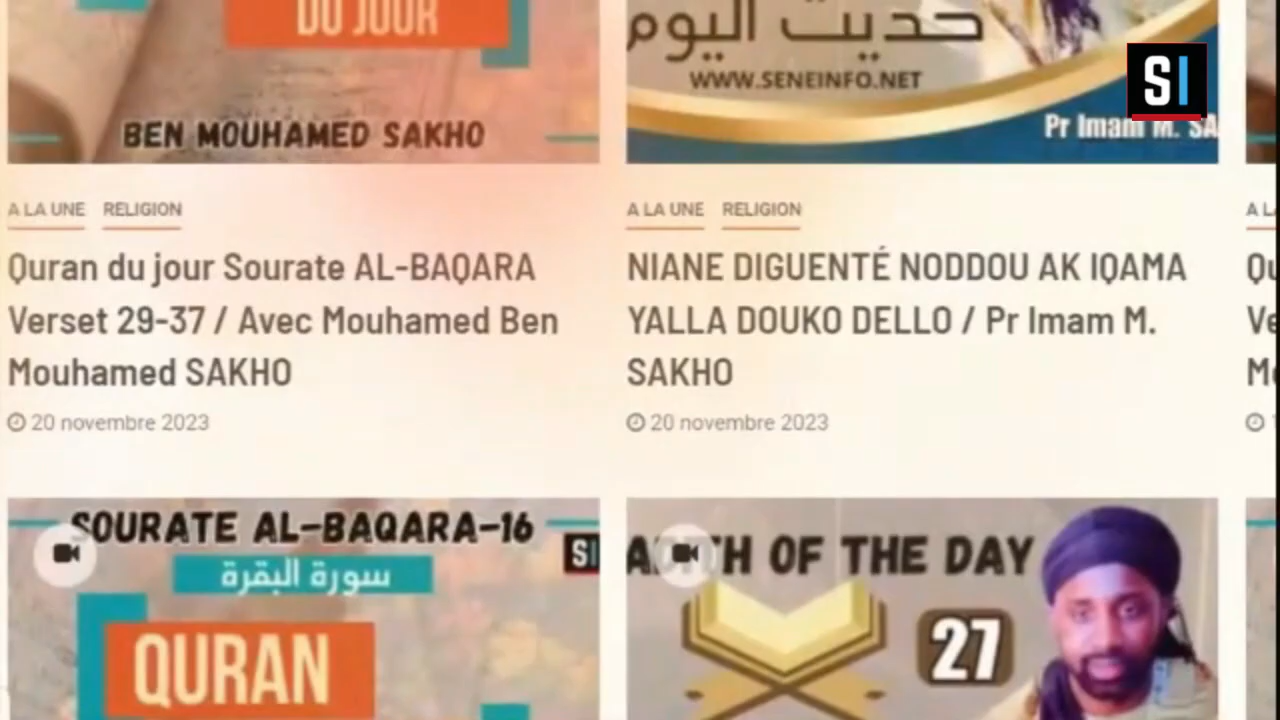 DU JOUR
BEN MOUHAMED SAKHO
حديث اليوم
WWW.SENEINFO.NET
Pr Imam M. SA
SI
A LA UNE RELIGION
Quran du jour Sourate AL-BAQARA
Verset 29-37 / Avec Mouhamed Ben
Mouhamed SAKHO
20 novembre 2023
A LA UNE RELIGION
NIANE DIGUENTÉ NODDOU AK IQAMA
YALLA DOUKO DELLO / Pr Imam M.
SAKHO
20 novembre 2023
SOURATE AL-BAQARA-16
سورة البقرة
SI
QURAN
OF THE DAY
27